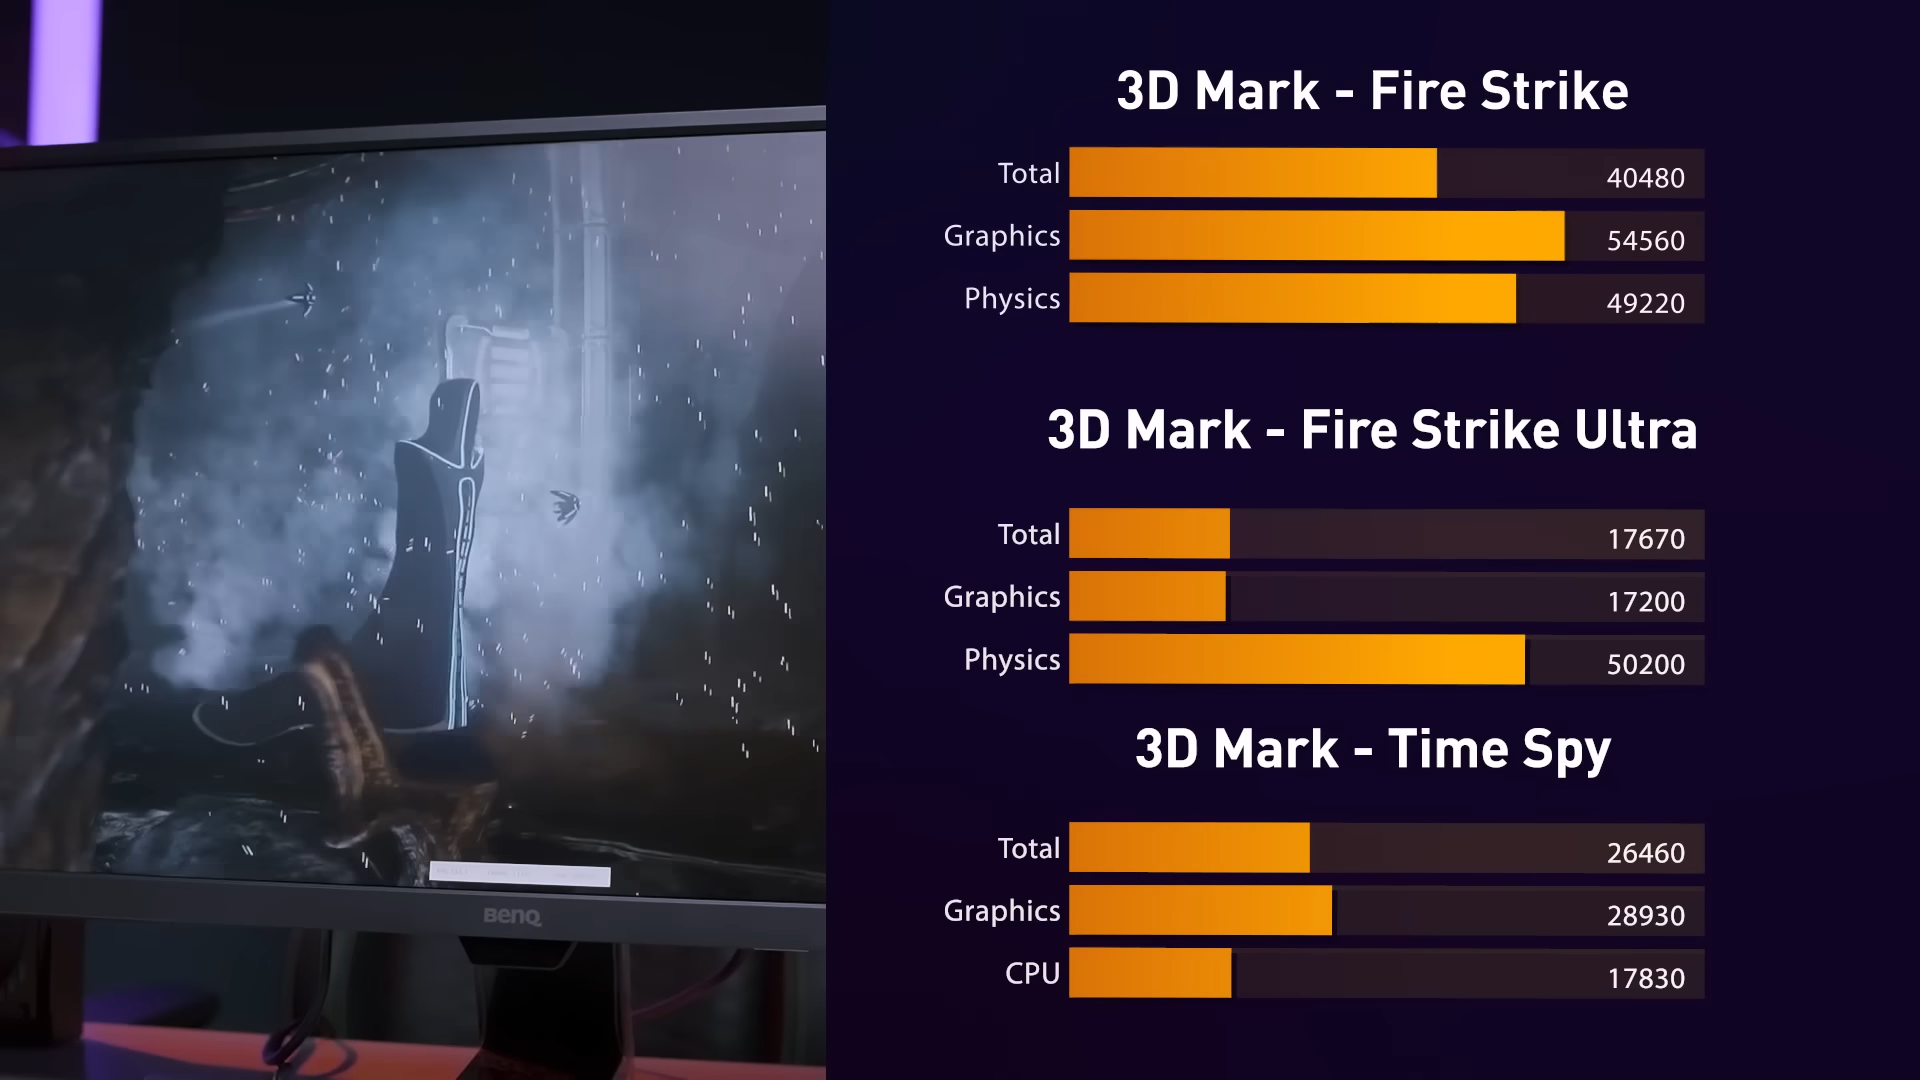 3D Mark - Fire Strike
Total 40480
Graphics 54560
Physics 49220
3D Mark - Fire Strike Ultra
Total 17670
Graphics 17200
Physics 50200
3D Mark - Time Spy
Total 26460
Graphics 28930
CPU 17830
BenQ